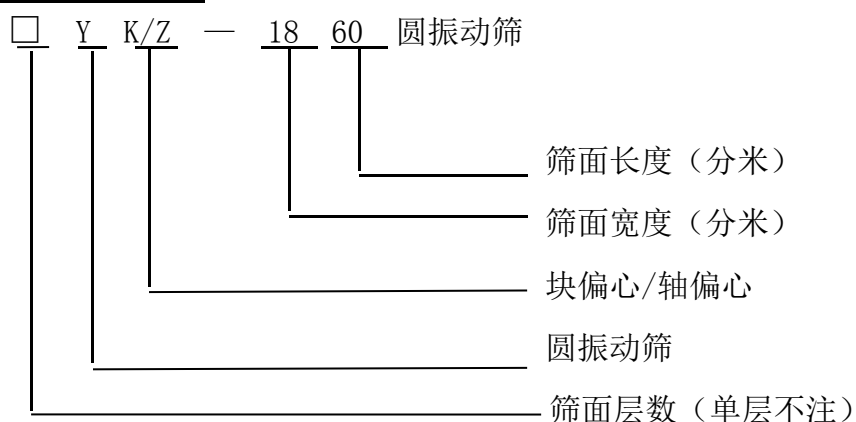 □ Y K/Z — 18 60 圆振动筛
筛面长度（分米）
筛面宽度（分米）
块偏心/轴偏心
圆振动筛
筛面层数（单层不注）